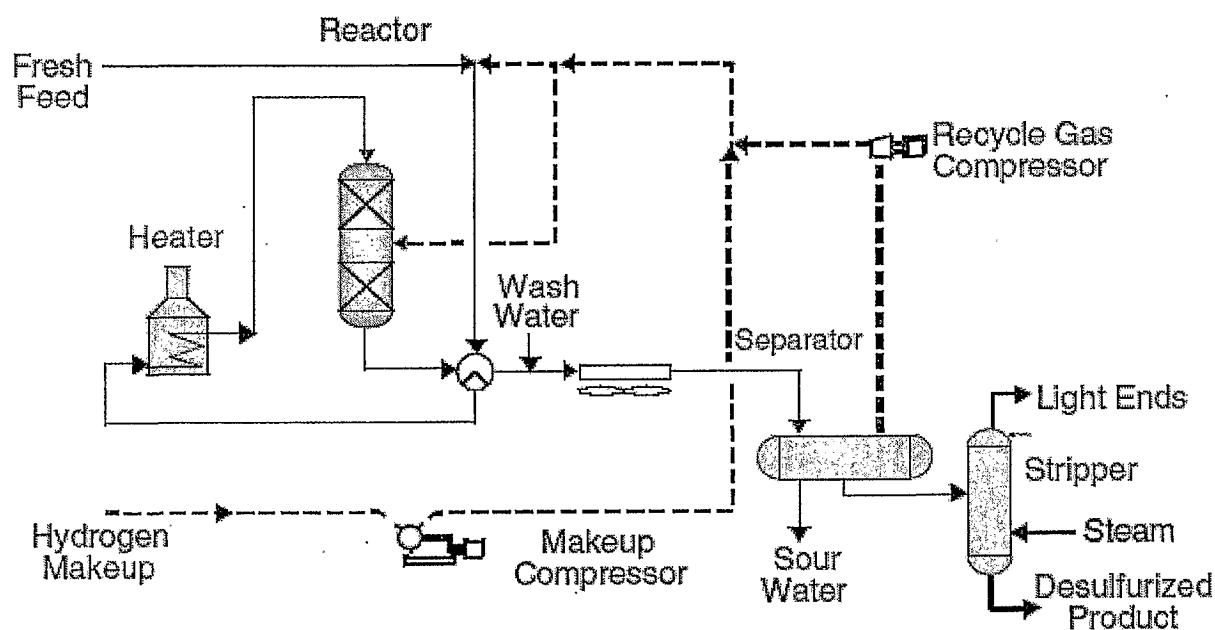 Reactor
Fresh
Feed
Recycle Gas
Compressor
Heater
Wash
Water
Separator
Light Ends
Stripper
Hydrogen
Makeup
Makeup
Compressor
Sour
Water
Steam
Desulfurized
Product